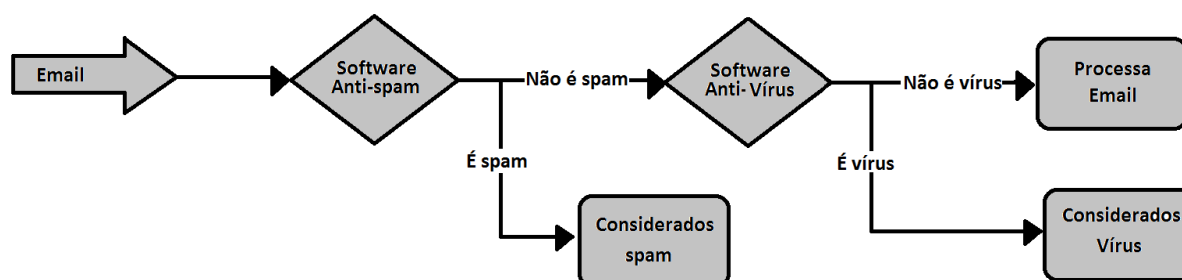 Email
Software
Anti-spam
Não é spam
É spam
Considerados
spam
Software
Anti- Vírus
Não é vírus
É vírus
Processa
Email
Considerados
Vírus